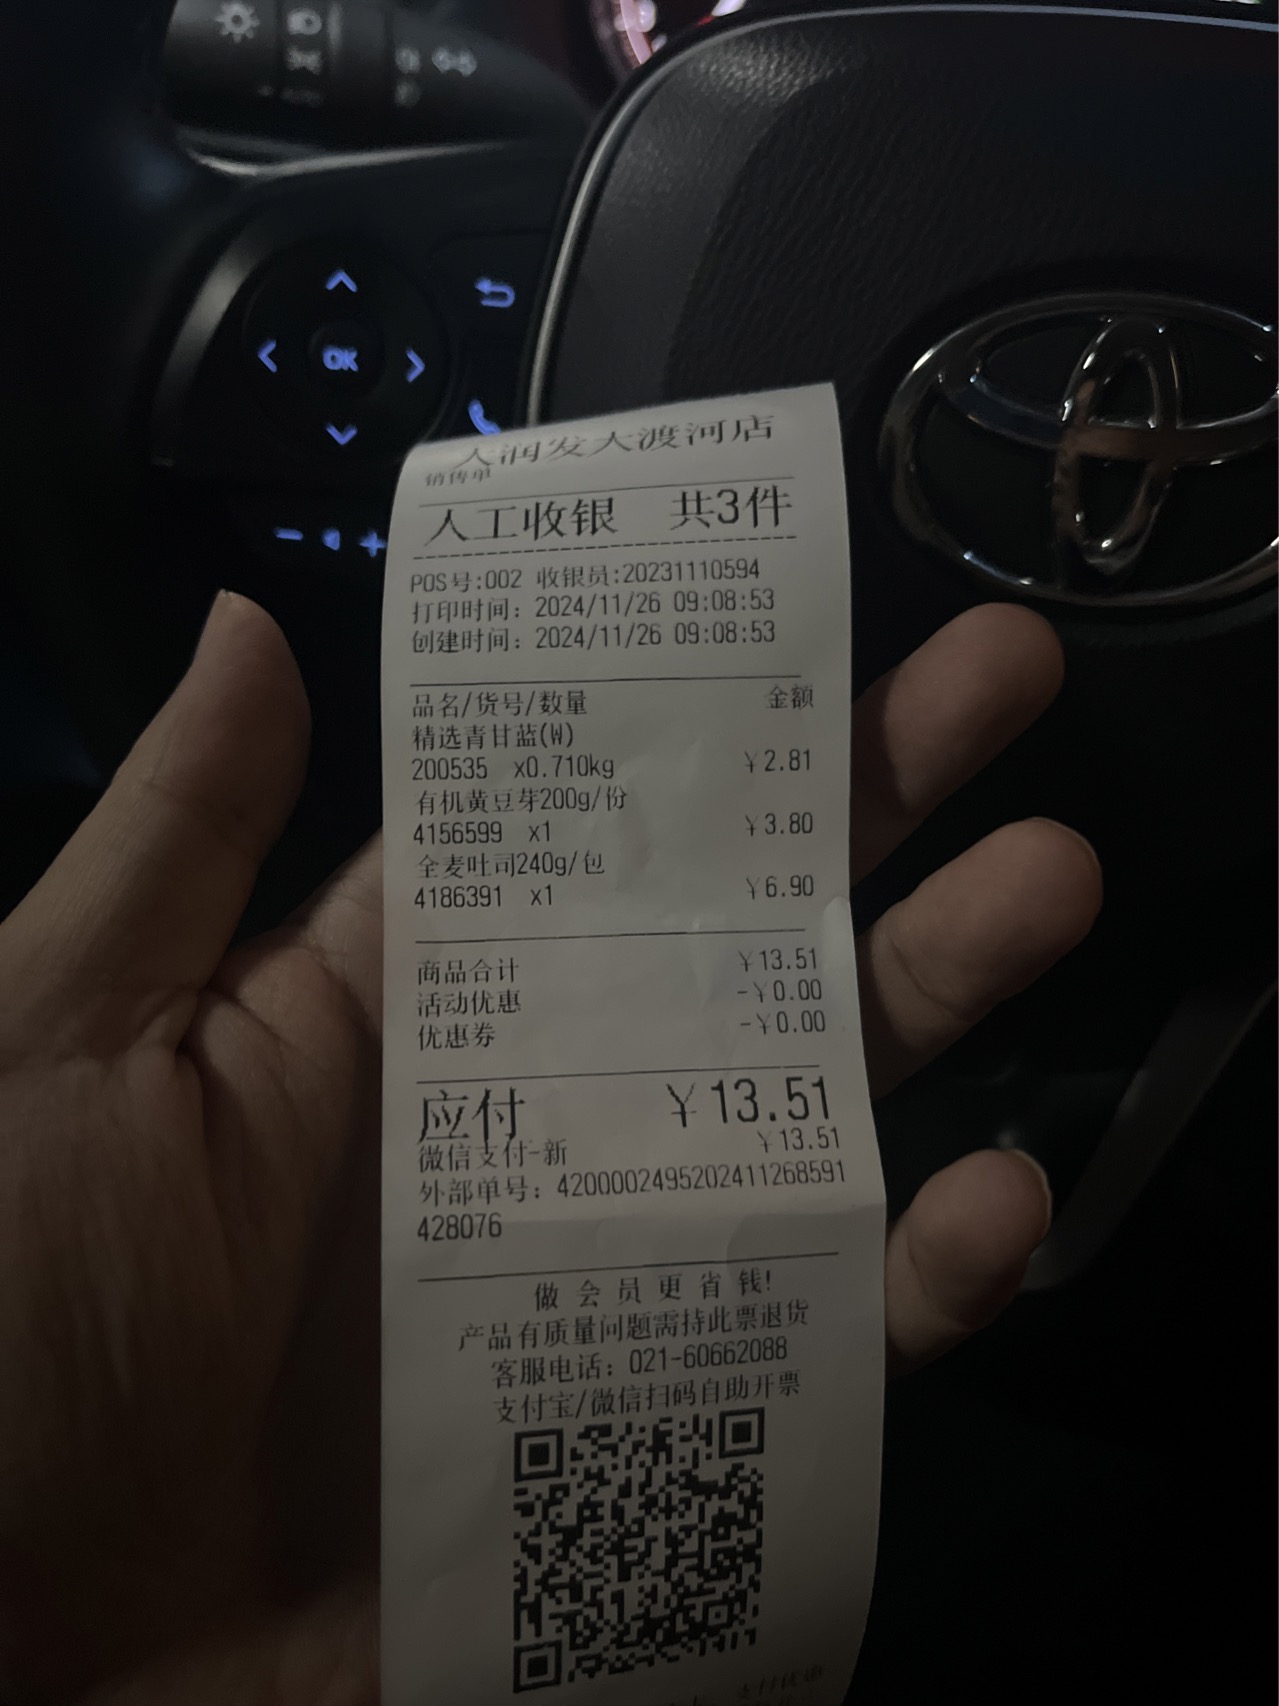 OK
大润发大渡河店
销售单
人工收银 共3件
POS号:002 收银员:20231110594
打印时间: 2024/11/26 09:08:53
创建时间: 2024/11/26 09:08:53
品名/货号/数量 金额
精选青甘蓝(W)
200535 x0.710kg ¥2.81
有机黄豆芽200g/份
4156599 x1 ¥3.80
全麦吐司240g/包
4186391 x1 ¥6.90
商品合计 ¥13.51
活动优惠 -¥0.00
优惠券 -¥0.00
应付 ¥13.51
微信支付-新 ¥13.51
外部单号: 4200002495202411268591
428076
做 会 员 更 省 钱!
产品有质量问题需持此票退货
客服电话: 021-60662088
支付宝/微信扫码自助开票